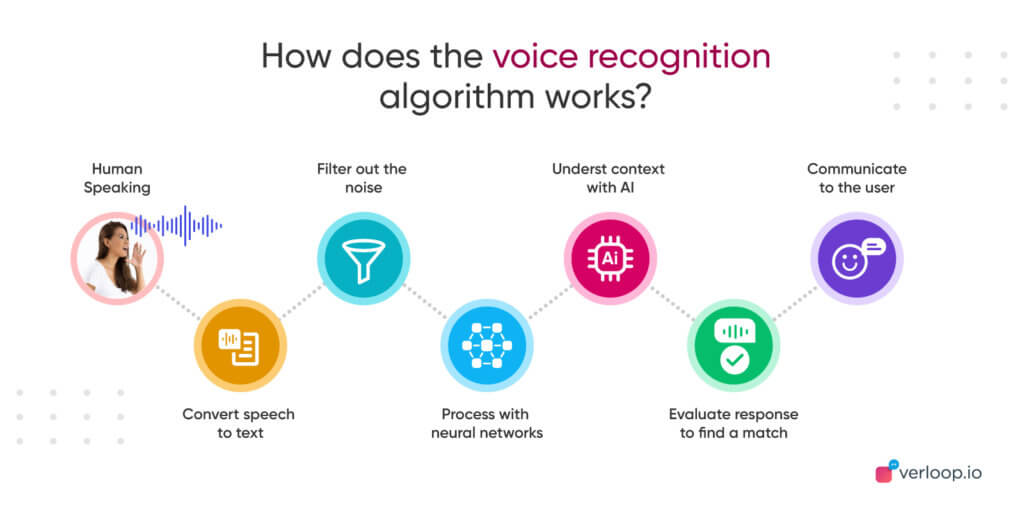 How does the voice recognition
algorithm works?
Human
Speaking
Convert speech
to text
Filter out the
noise
Process with
neural networks
Underst context
with AI
Ai
Evaluate response
to find a match
Communicate
to the user
verloop.io